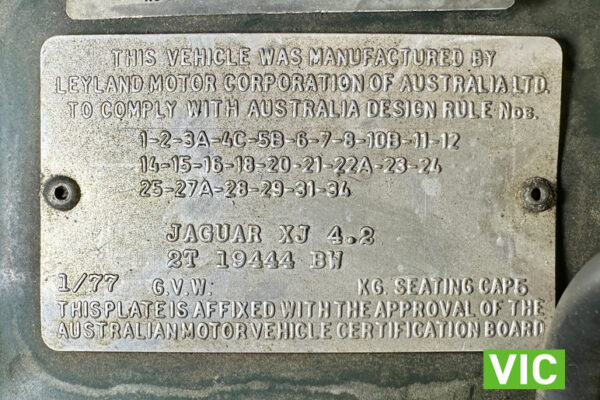 THIS VEHICLE WAS MANUFACTURED BY
LEYLAND MOTOR CORPORATION OF AUSTRALIA LTD.
TO COMPLY WITH AUSTRALIA DESIGN RULE Nos.
1-2-3A-4C-5B-6-7-8-10B-11-12
14-15-16-18-20-21-22A-23-24
25-27A-28-29-31-34
JAGUAR XJ 4.2
2T 19444 BW
1/77 G.V.W. KG. SEATING CAP5
THIS PLATE IS AFFIXED WITH THE APPROVAL OF THE
AUSTRALIAN MOTOR VEHICLE CERTIFICATION BOARD
VIC